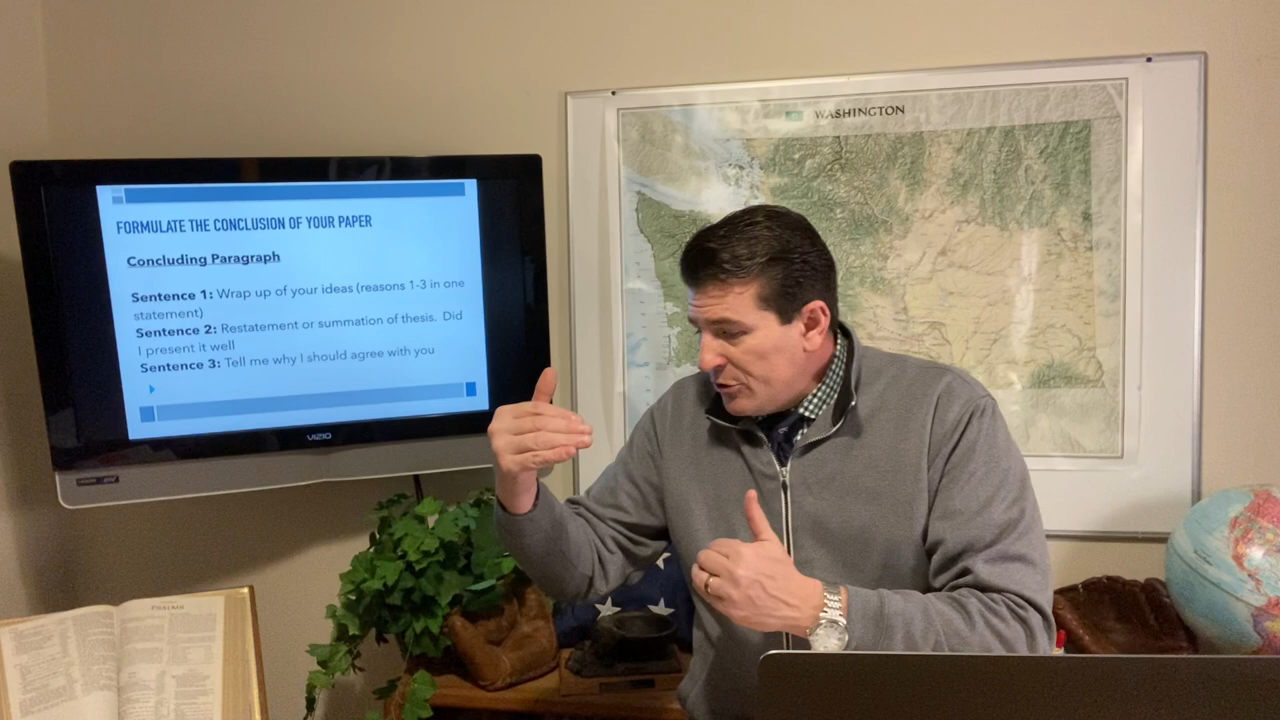 FORMULATE THE CONCLUSION OF YOUR PAPER
Concluding Paragraph
Sentence 1: Wrap up of your ideas (reasons 1-3 in one
statement)
Sentence 2: Restatement or summation of thesis. Did
I present it well
Sentence 3: Tell me why I should agree with you
VIZIO
WASHINGTON
PSALMS